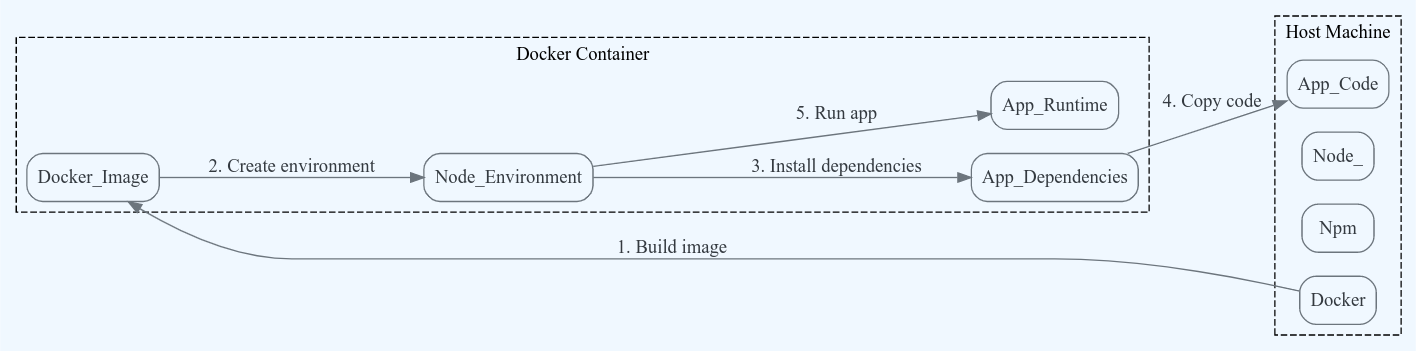 Host Machine
Docker Container
App_Code
5. Run app
App_Runtime
4. Copy code
Docker_Image
2. Create environment
Node_Environment
3. Install dependencies
App_Dependencies
Node_
Npm
1. Build image
Docker